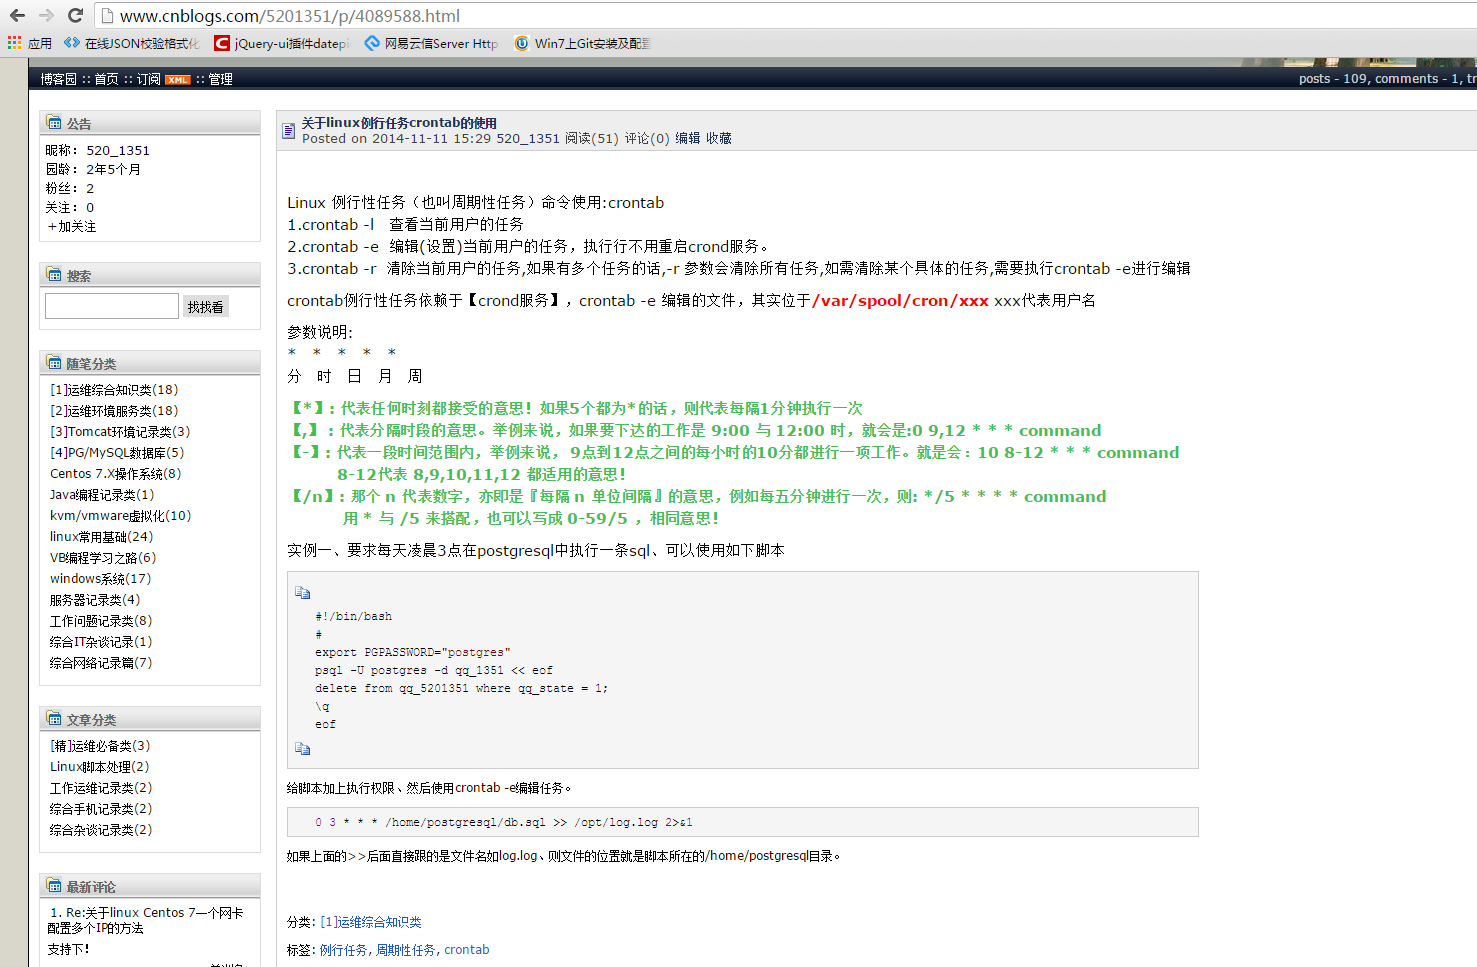 www.cnblogs.com/5201351/p/4089588.html
应用 在线JSON校验格式化 jQuery-ui插件datepi 网易云信Server Http Win7上Git安装及配置
博客园 :: 首页 :: 订阅 XML :: 管理
posts - 109, comments - 1, tr
公告
昵称：520_1351
园龄：2年5个月
粉丝：2
关注：0
+加关注
搜索
找找看
随笔分类
[1]运维综合知识类(18)
[2]运维环境服务类(18)
[3]Tomcat环境记录类(3)
[4]PG/MySQL数据库(5)
Centos 7.X操作系统(8)
Java编程记录类(1)
kvm/vmware虚拟化(10)
linux常用基础(24)
VB编程学习之路(6)
windows系统(17)
服务器记录类(4)
工作问题记录类(8)
综合IT杂谈记录(1)
综合网络记录篇(7)
文章分类
[精]运维必备类(3)
Linux脚本处理(2)
工作运维记录类(2)
综合手机记录类(2)
综合杂谈记录类(2)
最新评论
1. Re:关于linux Centos 7一个网卡
配置多个IP的方法
支持下！
关于linux例行任务crontab的使用
Posted on 2014-11-11 15:29 520_1351 阅读(51) 评论(0) 编辑 收藏
Linux 例行性任务（也叫周期性任务）命令使用:crontab
1.crontab -l 查看当前用户的任务
2.crontab -e 编辑(设置)当前用户的任务，执行行不用重启crond服务。
3.crontab -r 清除当前用户的任务,如果有多个任务的话,-r 参数会清除所有任务,如需清除某个具体的任务,需要执行crontab -e进行编辑
crontab例行性任务依赖于【crond服务】，crontab -e 编辑的文件，其实位于/var/spool/cron/xxx xxx代表用户名
参数说明:
* * * * *
分 时 日 月 周
【*】: 代表任何时刻都接受的意思！如果5个都为*的话，则代表每隔1分钟执行一次
【,】 : 代表分隔时段的意思。举例来说，如果要下达的工作是 9:00 与 12:00 时，就会是:0 9,12 * * * command
【-】: 代表一段时间范围内，举例来说， 9点到12点之间的每小时的10分都进行一项工作。就是会：10 8-12 * * * command
8-12代表 8,9,10,11,12 都适用的意思！
【/n】: 那个 n 代表数字，亦即是『每隔 n 单位间隔』的意思，例如每五分钟进行一次，则: */5 * * * * command
用 * 与 /5 来搭配，也可以写成 0-59/5 ，相同意思！
实例一、要求每天凌晨3点在postgresql中执行一条sql、可以使用如下脚本
#!/bin/bash
#
export PGPASSWORD="postgres"
psql -U postgres -d qq_1351 << eof
delete from qq_5201351 where qq_state = 1;
\q
eof
给脚本加上执行权限、然后使用crontab -e编辑任务。
0 3 * * * /home/postgresql/db.sql >> /opt/log.log 2>&1
如果上面的>>后面直接跟的是文件名如log.log、则文件的位置就是脚本所在的/home/postgresql目录。
分类: [1]运维综合知识类
标签: 例行任务, 周期性任务, crontab